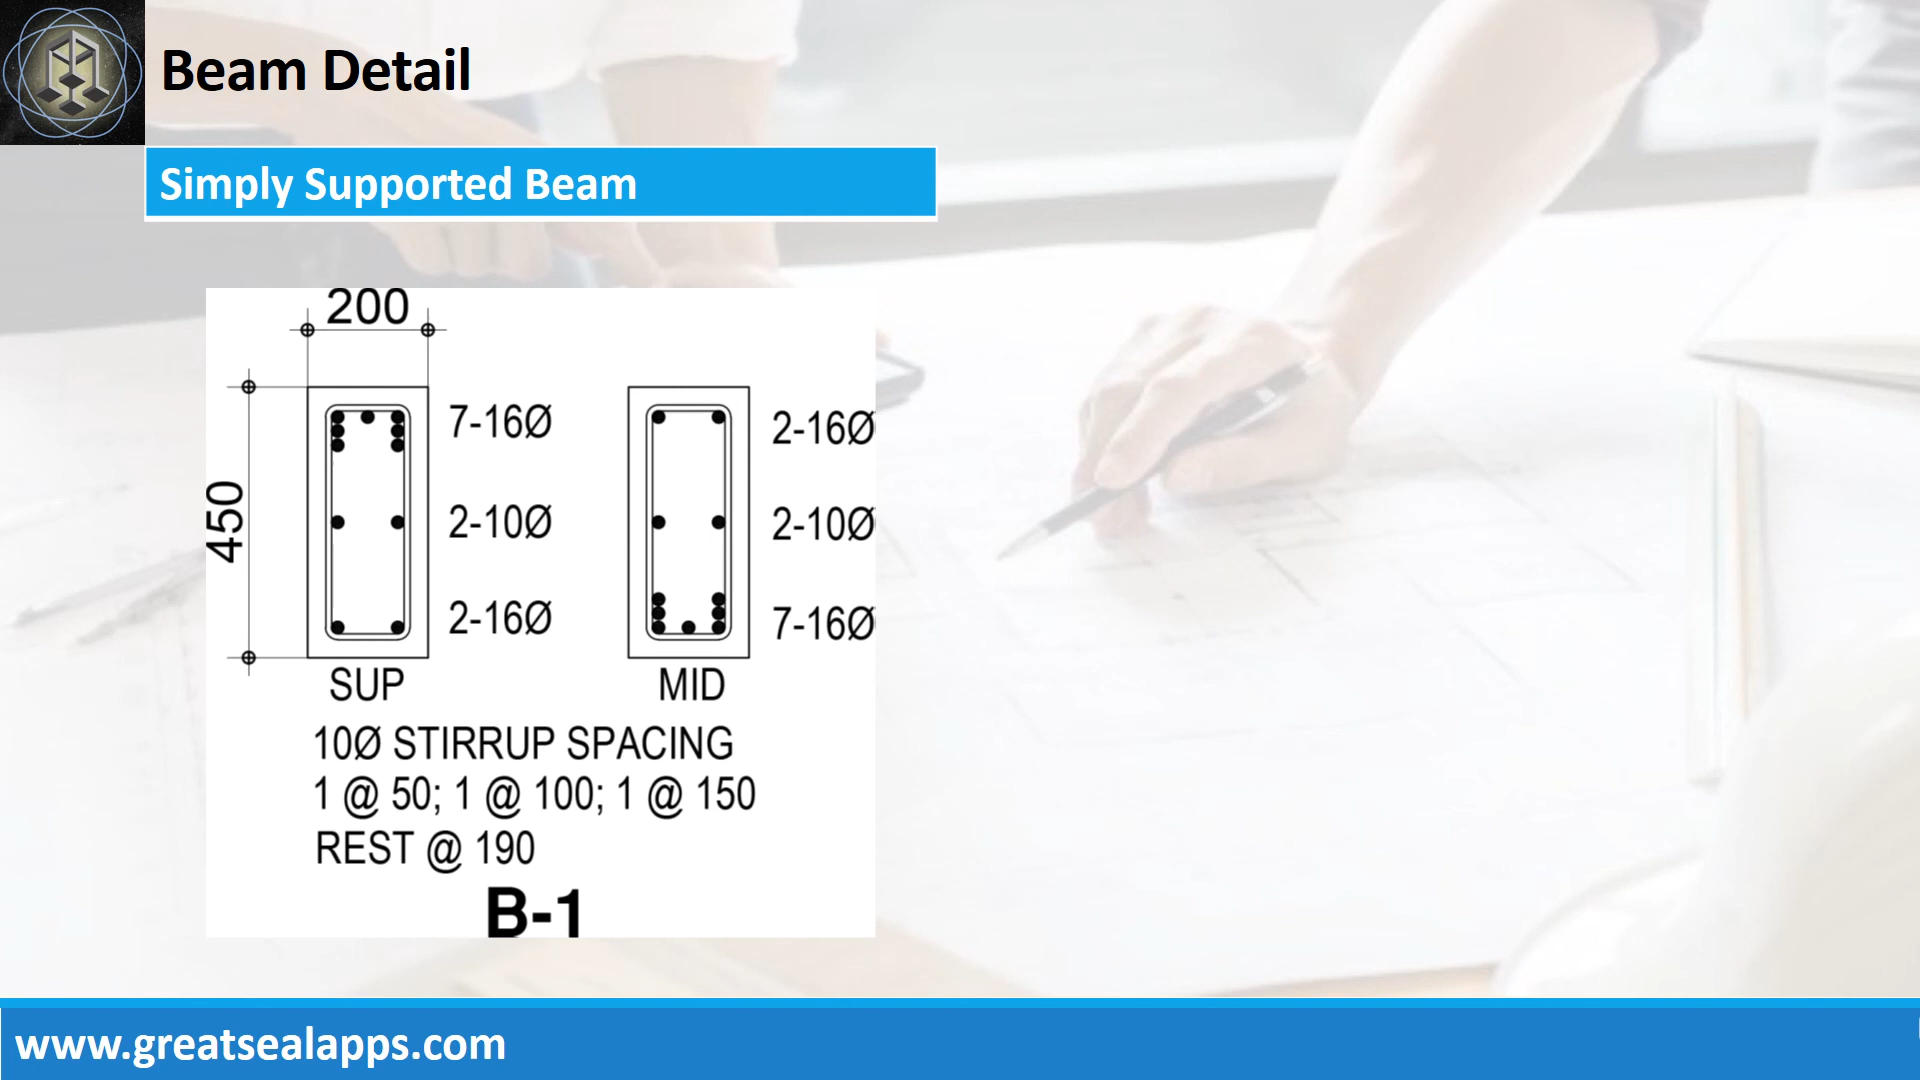 Beam Detail
Simply Supported Beam
200
450
7-16Ø
2-10Ø
2-16Ø
SUP
2-16Ø
2-10Ø
7-16Ø
MID
10Ø STIRRUP SPACING
1 @ 50; 1 @ 100; 1 @ 150
REST @ 190
B-1
www.greatsealapps.com